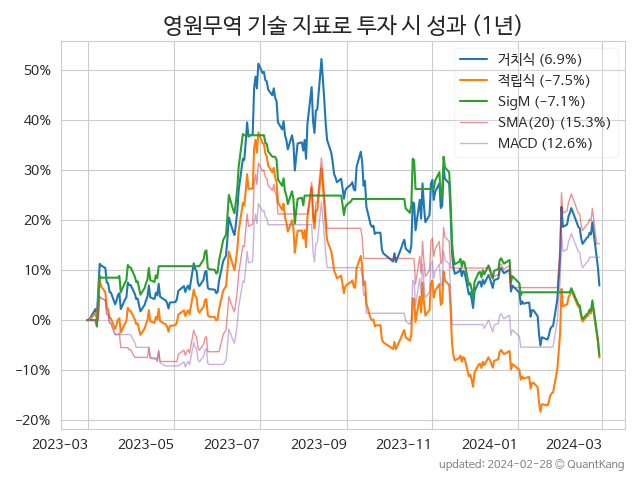 영원무역 기술 지표로 투자 시 성과 (1년)
거치식 (6.9%)
적립식 (−7.5%)
SigM (−7.1%)
SMA(20) (15.3%)
MACD (12.6%)
50%
40%
30%
20%
10%
0%
−10%
−20%
2023−03 2023−05 2023−07 2023−09 2023−11 2024−01 2024−03
updated: 2024−02−28 ⓒ QuantKang